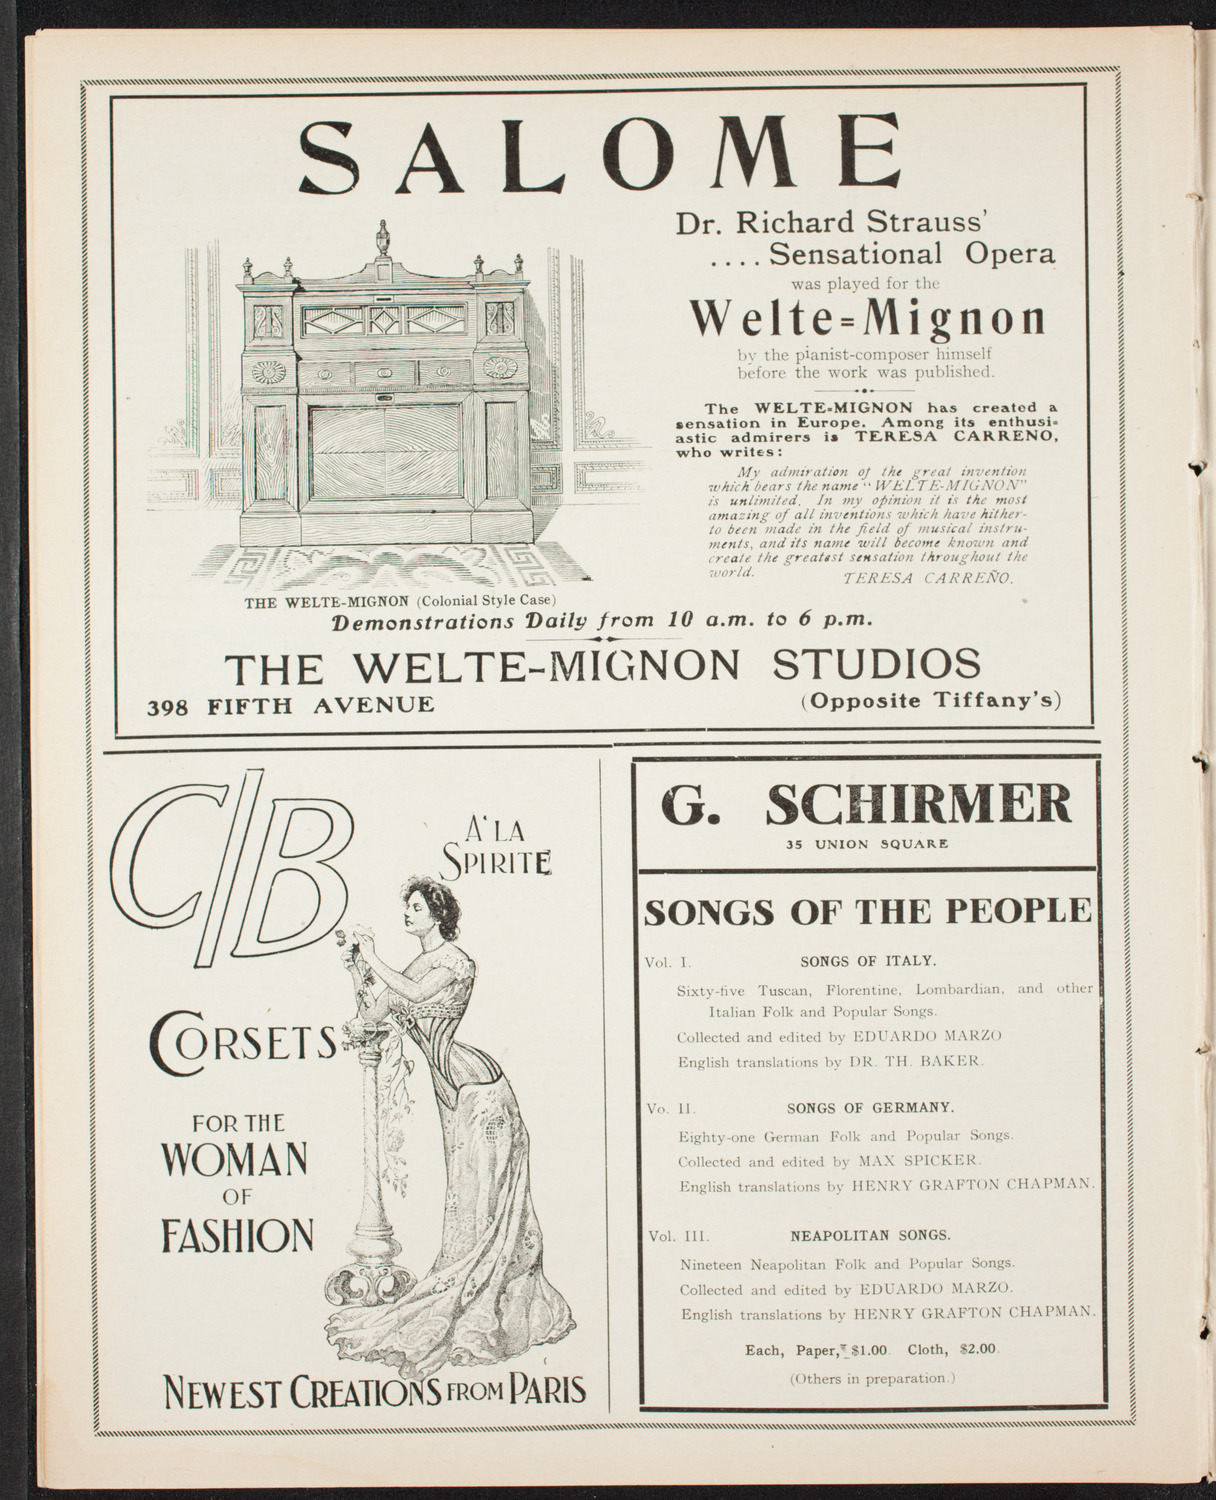 SALOME
Dr. Richard Strauss'
.... Sensational Opera
was played for the
Welte=Mignon
by the pianist-composer himself
before the work was published.
The WELTE=MIGNON has created a
sensation in Europe. Among its enthusi=
astic admirers is TERESA CARRENO,
who writes:
My admiration of the great invention
which bears the name "WELTE-MIGNON"
is unlimited. In my opinion it is the most
amazing of all inventions which have hither-
to been made in the field of musical instru-
ments, and its name will become known and
create the greatest sensation throughout the
world. TERESA CARREÑO.
THE WELTE-MIGNON (Colonial Style Case)
Demonstrations Daily from 10 a.m. to 6 p.m.
THE WELTE-MIGNON STUDIOS
398 FIFTH AVENUE (Opposite Tiffany's)
C/B
A'LA
SPIRITE
CORSETS
FOR THE
WOMAN
OF
FASHION
NEWEST CREATIONS FROM PARIS
G. SCHIRMER
35 UNION SQUARE
SONGS OF THE PEOPLE
Vol. I. SONGS OF ITALY.
Sixty-five Tuscan, Florentine, Lombardian, and other
Italian Folk and Popular Songs.
Collected and edited by EDUARDO MARZO
English translations by DR. TH. BAKER.
Vo. II. SONGS OF GERMANY.
Eighty-one German Folk and Popular Songs.
Collected and edited by MAX SPICKER.
English translations by HENRY GRAFTON CHAPMAN.
Vol. III. NEAPOLITAN SONGS.
Nineteen Neapolitan Folk and Popular Songs.
Collected and edited by EDUARDO MARZO.
English translations by HENRY GRAFTON CHAPMAN.
Each, Paper, $1.00. Cloth, $2.00.
(Others in preparation.)